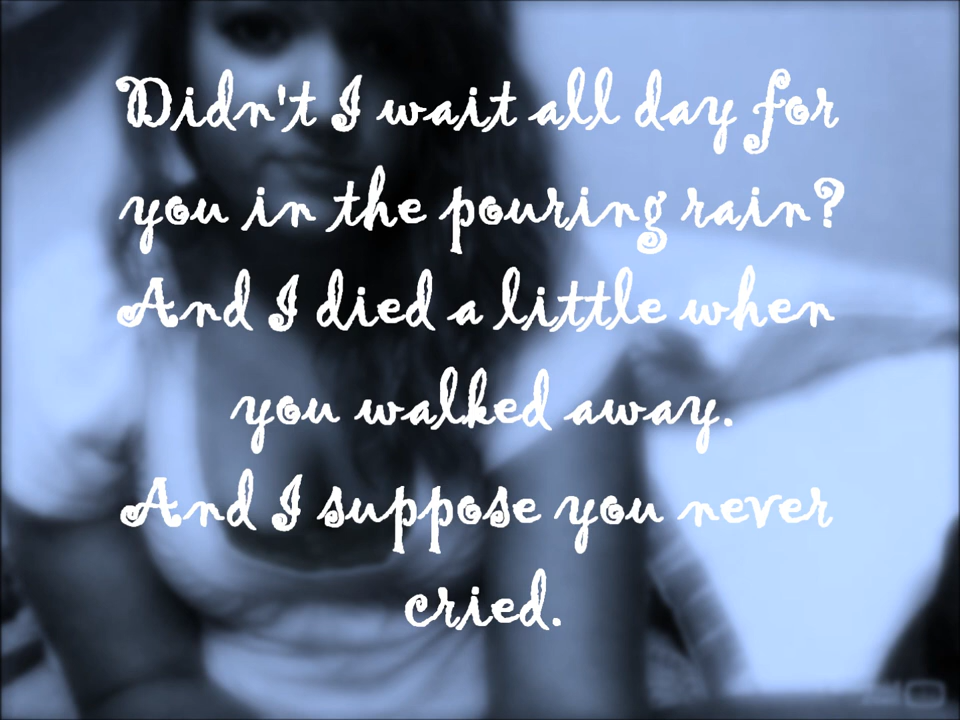 Didn't I wait all day for
you in the pouring rain?
And I died a little when
you walked away.
And I suppose you never
cried.